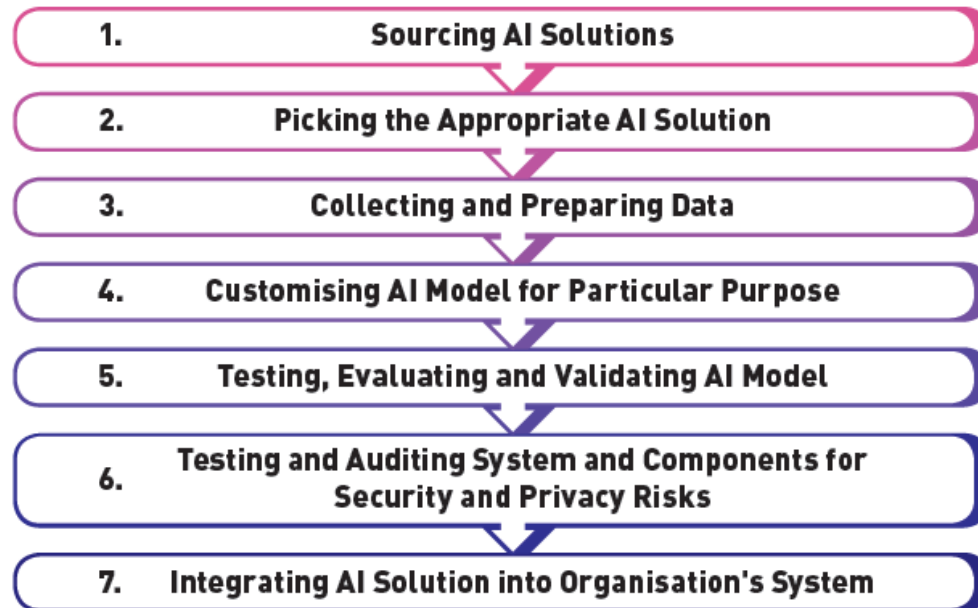 1. Sourcing AI Solutions
2. Picking the Appropriate AI Solution
3. Collecting and Preparing Data
4. Customising AI Model for Particular Purpose
5. Testing, Evaluating and Validating AI Model
6. Testing and Auditing System and Components for
Security and Privacy Risks
7. Integrating AI Solution into Organisation's System